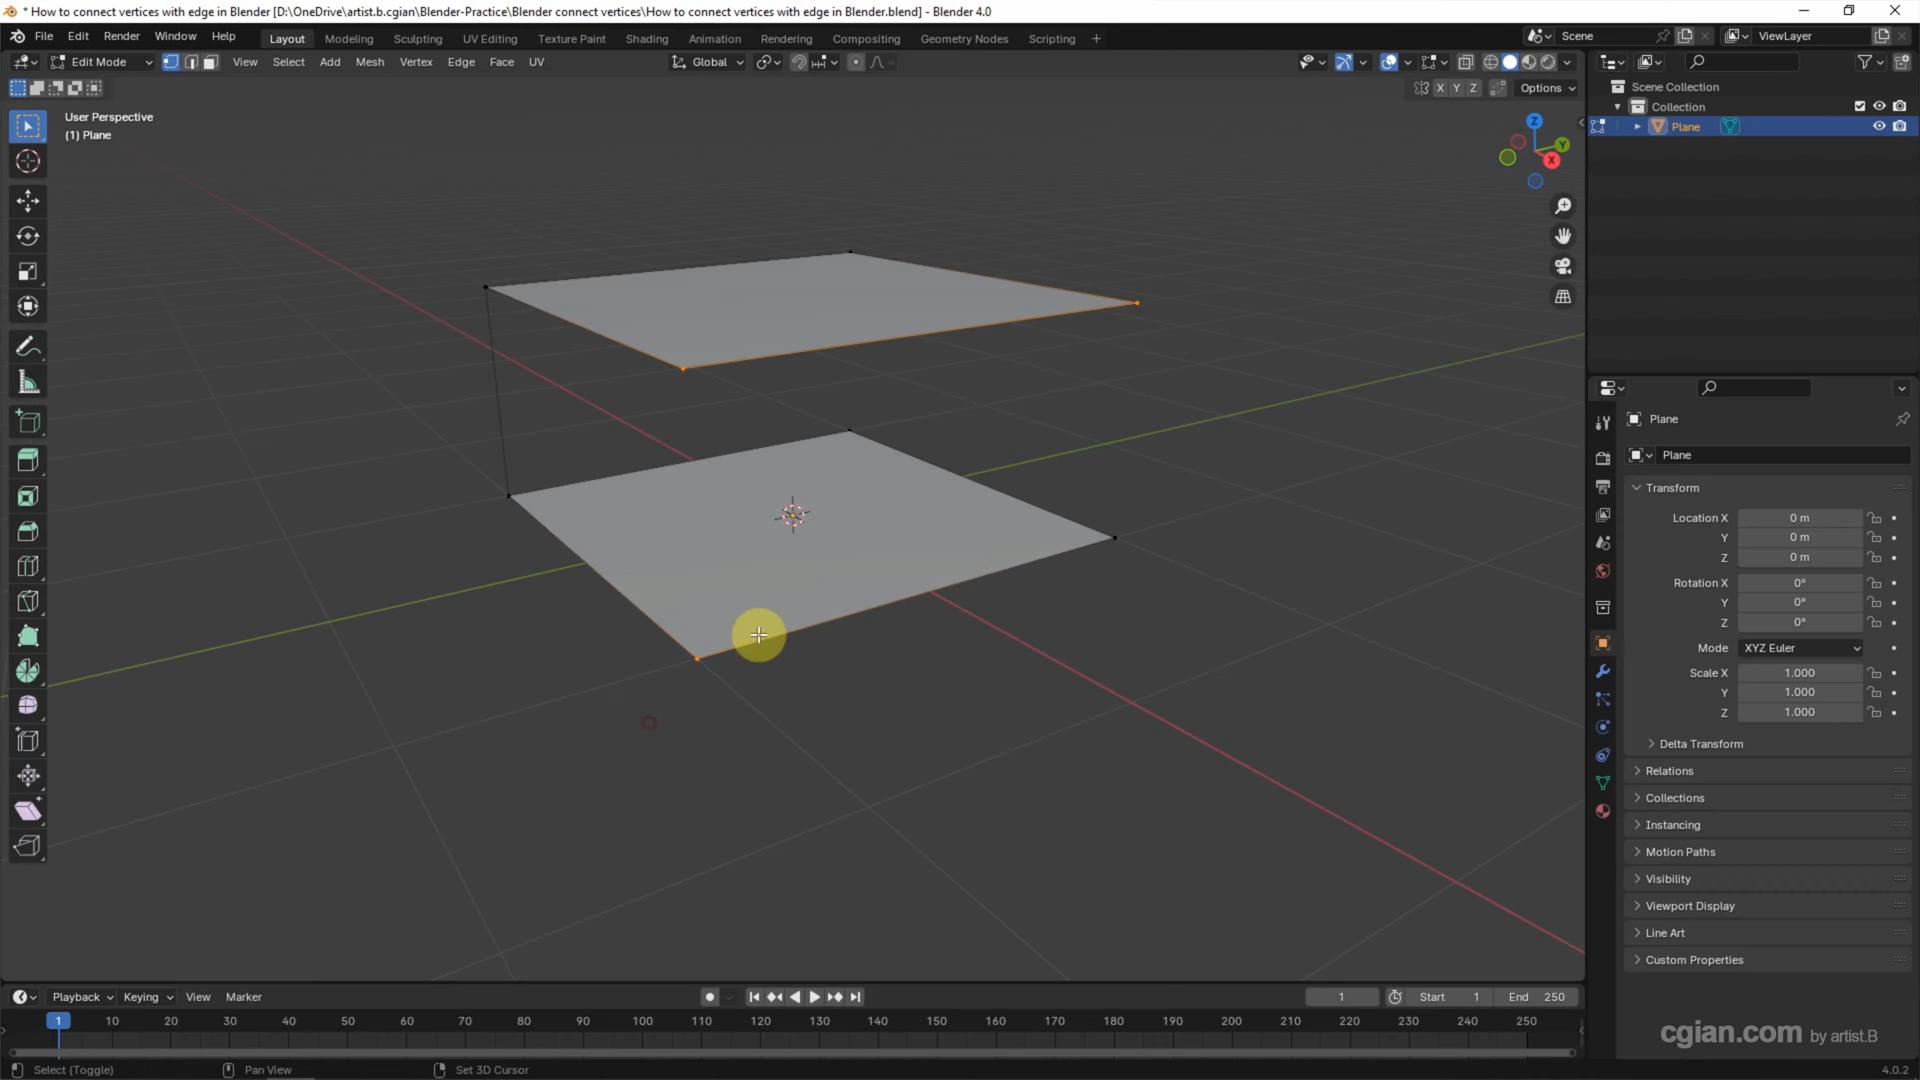 * How to connect vertices with edge in Blender [D:\OneDrive\artist.b.cgian\Blender-Practice\Blender connect vertices\How to connect vertices with edge in Blender.blend] - Blender 4.0
File Edit Render Window Help Layout Modeling Sculpting UV Editing Texture Paint Shading Animation Rendering Compositing Geometry Nodes Scripting + Scene ViewLayer
Edit Mode View Select Add Mesh Vertex Edge Face UV Global
X Y Z Options
User Perspective
(1) Plane
Z
Y
X
Scene Collection
Collection
Plane
Plane
Plane
Transform
Location X 0 m
Y 0 m
Z 0 m
Rotation X 0°
Y 0°
Z 0°
Mode XYZ Euler
Scale X 1.000
Y 1.000
Z 1.000
Delta Transform
Relations
Collections
Instancing
Motion Paths
Visibility
Viewport Display
Line Art
Custom Properties
Playback Keying View Marker 1 Start 1 End 250
1 10 20 30 40 50 60 70 80 90 100 110 120 130 140 150 160 170 180 190 200 210 220 230 240 250
cgian.com by artist.B
Select (Toggle) Pan View Set 3D Cursor 4.0.2